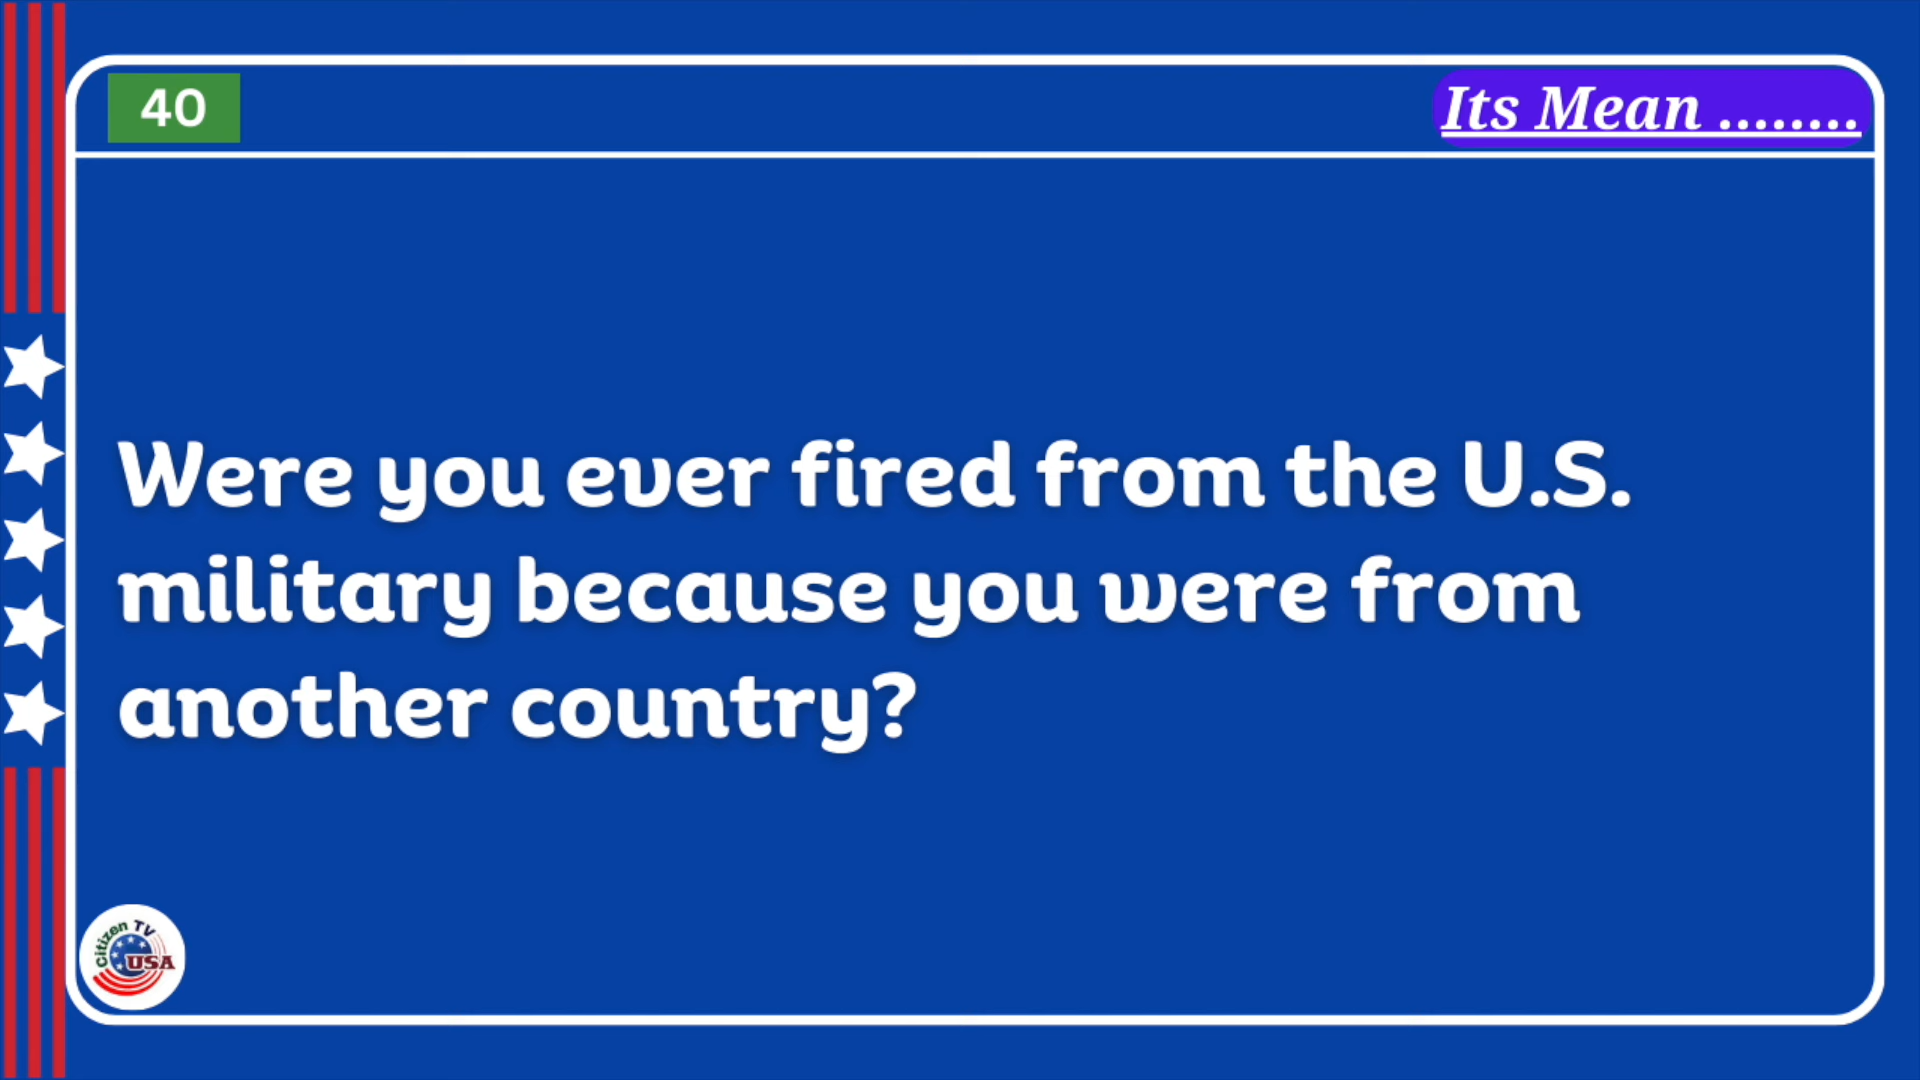 40
Its Mean ........
Were you ever fired from the U.S.
military because you were from
another country?
Citizen TV
USA